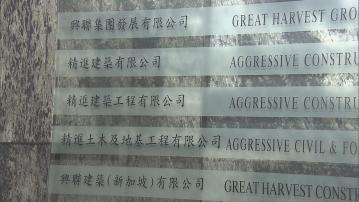 興聯集團發展有限公司 GREAT HARVEST GRO
精進建築有限公司 AGGRESSIVE CONSTRU
精進建築工程有限公司 AGGRESSIVE CONSTRU
精進土木及地基工程有限公司 AGGRESSIVE CIVIL & FO
興聯建築(新加坡)有限公司 GREAT HARVEST CONST